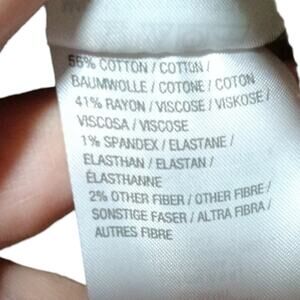 56% COTTON / COTTON /
BAUMWOLLE / COTONE / COTON
41% RAYON / VISCOSE / VISKOSE /
VISCOSA / VISCOSE
1% SPANDEX / ELASTANE /
ELASTHAN / ELASTAN /
ÉLASTHANNE
2% OTHER FIBER / OTHER FIBRE /
SONSTIGE FASER / ALTRA FIBRA /
AUTRES FIBRE